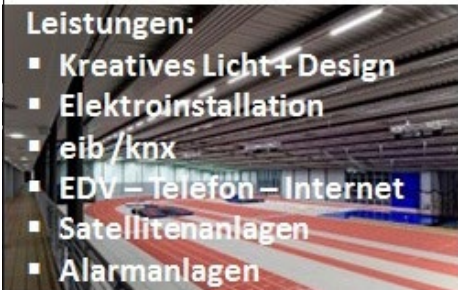 Leistungen:
▪ Kreatives Licht + Design
▪ Elektroinstallation
▪ eib /knx
▪ EDV – Telefon – Internet
▪ Satellitenanlagen
▪ Alarmanlagen